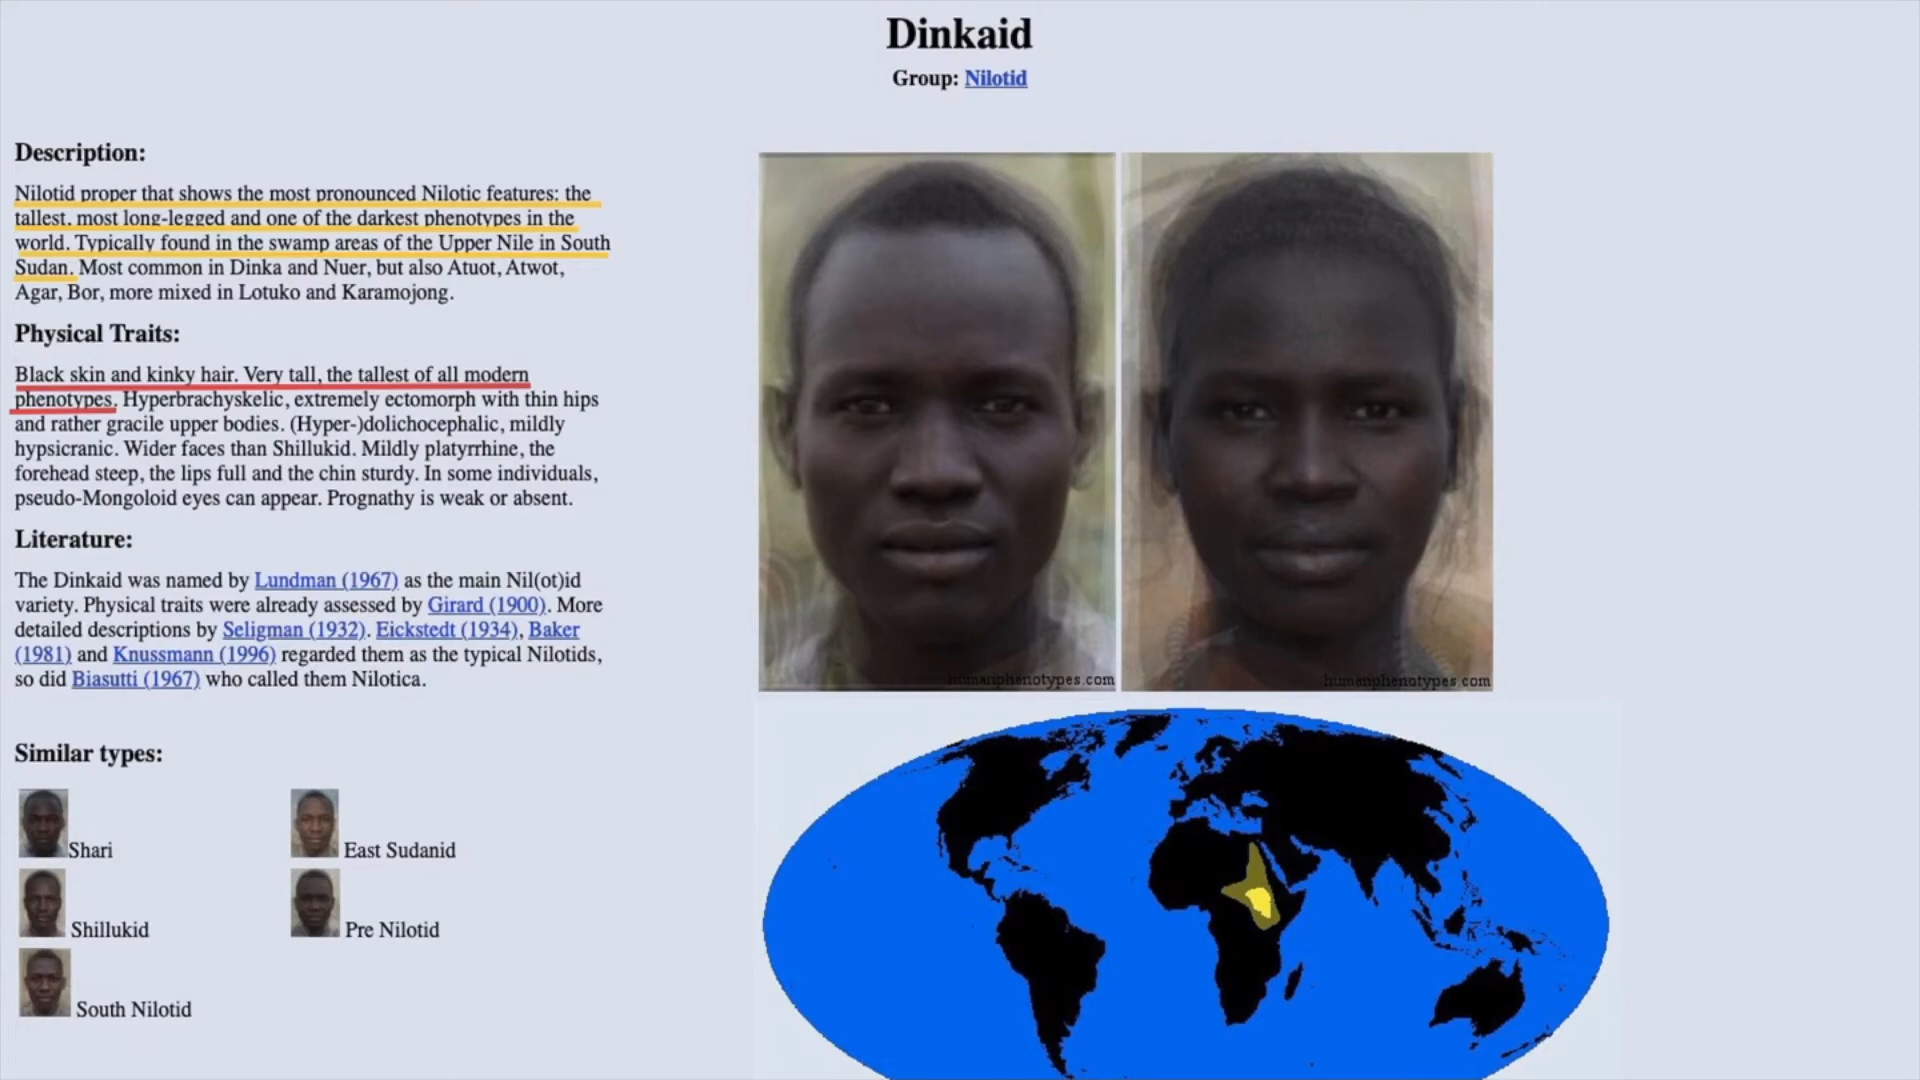 Dinkaid
Group: Nilotid
Description:
Nilotid proper that shows the most pronounced Nilotic features: the
tallest, most long-legged and one of the darkest phenotypes in the
world. Typically found in the swamp areas of the Upper Nile in South
Sudan. Most common in Dinka and Nuer, but also Atuot, Atwot,
Agar, Bor, more mixed in Lotuko and Karamojong.
Physical Traits:
Black skin and kinky hair. Very tall, the tallest of all modern
phenotypes. Hyperbrachyskelic, extremely ectomorph with thin hips
and rather gracile upper bodies. (Hyper-)dolichocephalic, mildly
hypsicranic. Wider faces than Shillukid. Mildly platyrrhine, the
forehead steep, the lips full and the chin sturdy. In some individuals,
pseudo-Mongoloid eyes can appear. Prognathy is weak or absent.
Literature:
The Dinkaid was named by Lundman (1967) as the main Nil(ot)id
variety. Physical traits were already assessed by Girard (1900). More
detailed descriptions by Seligman (1932). Eickstedt (1934), Baker
(1981) and Knussmann (1996) regarded them as the typical Nilotids,
so did Biasutti (1967) who called them Nilotica.
Similar types:
Shari
East Sudanid
Shillukid
Pre Nilotid
South Nilotid
humanphenotypes.com
humanphenotypes.com